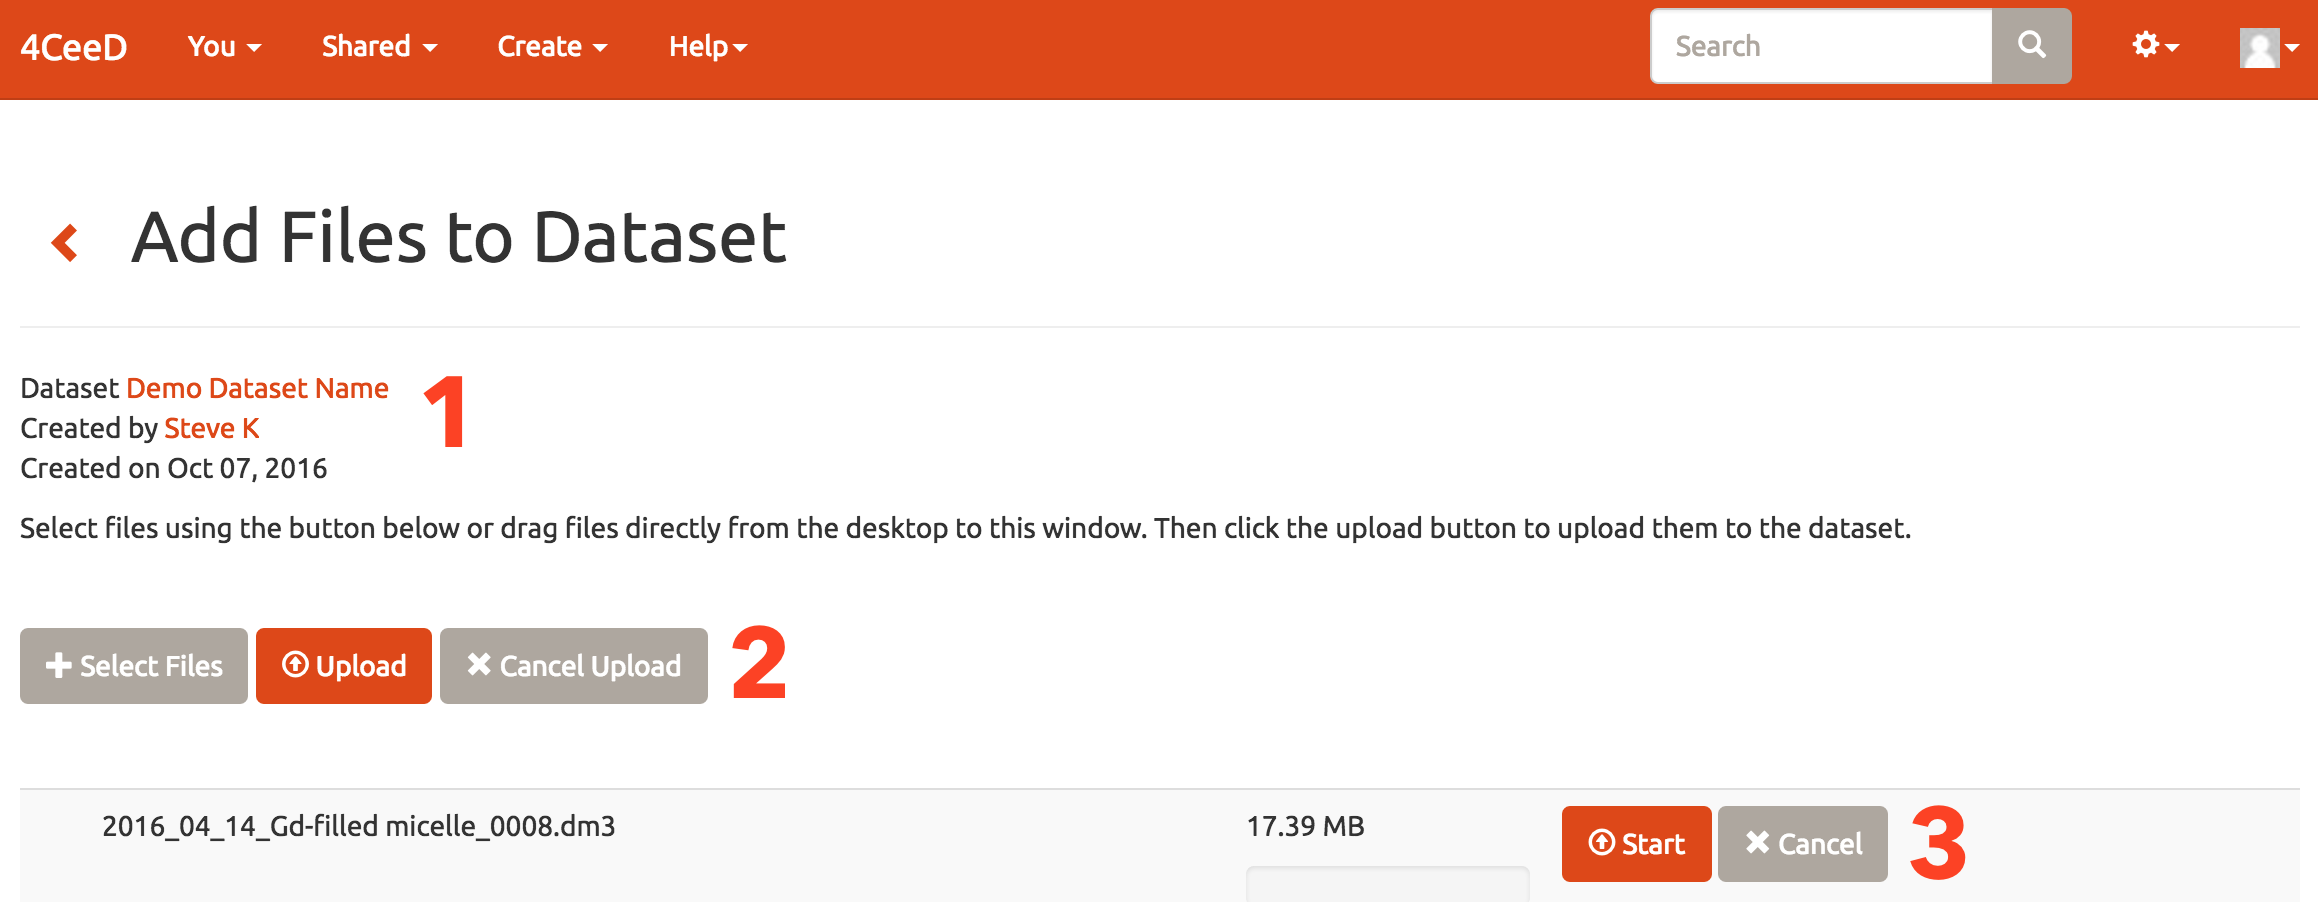 4CeeD You Shared Create Help Search
Add Files to Dataset
Dataset Demo Dataset Name
Created by Steve K
Created on Oct 07, 2016
1
Select files using the button below or drag files directly from the desktop to this window. Then click the upload button to upload them to the dataset.
Select Files Upload Cancel Upload 2
2016_04_14_Gd-filled micelle_0008.dm3 17.39 MB Start Cancel 3